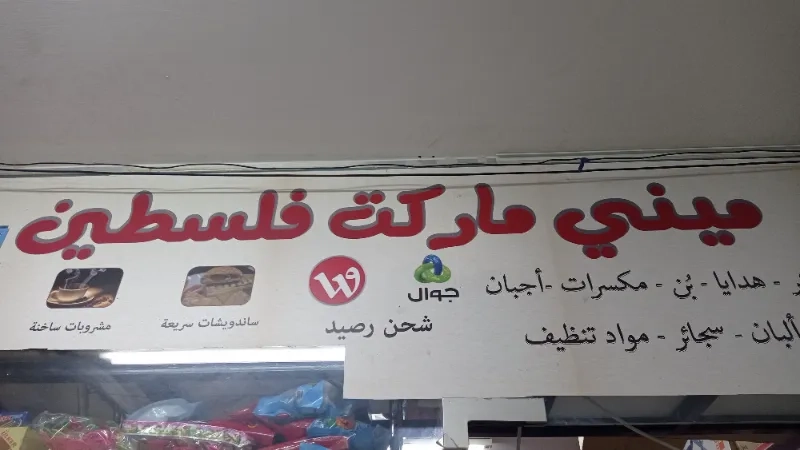 ميني ماركت فلسطين
جوال
شحن رصيد
ساندويشات سريعة
مشروبات ساخنة
- هدايا - بُن - مكسرات - أجبان
ألبان - سجائر - مواد تنظيف